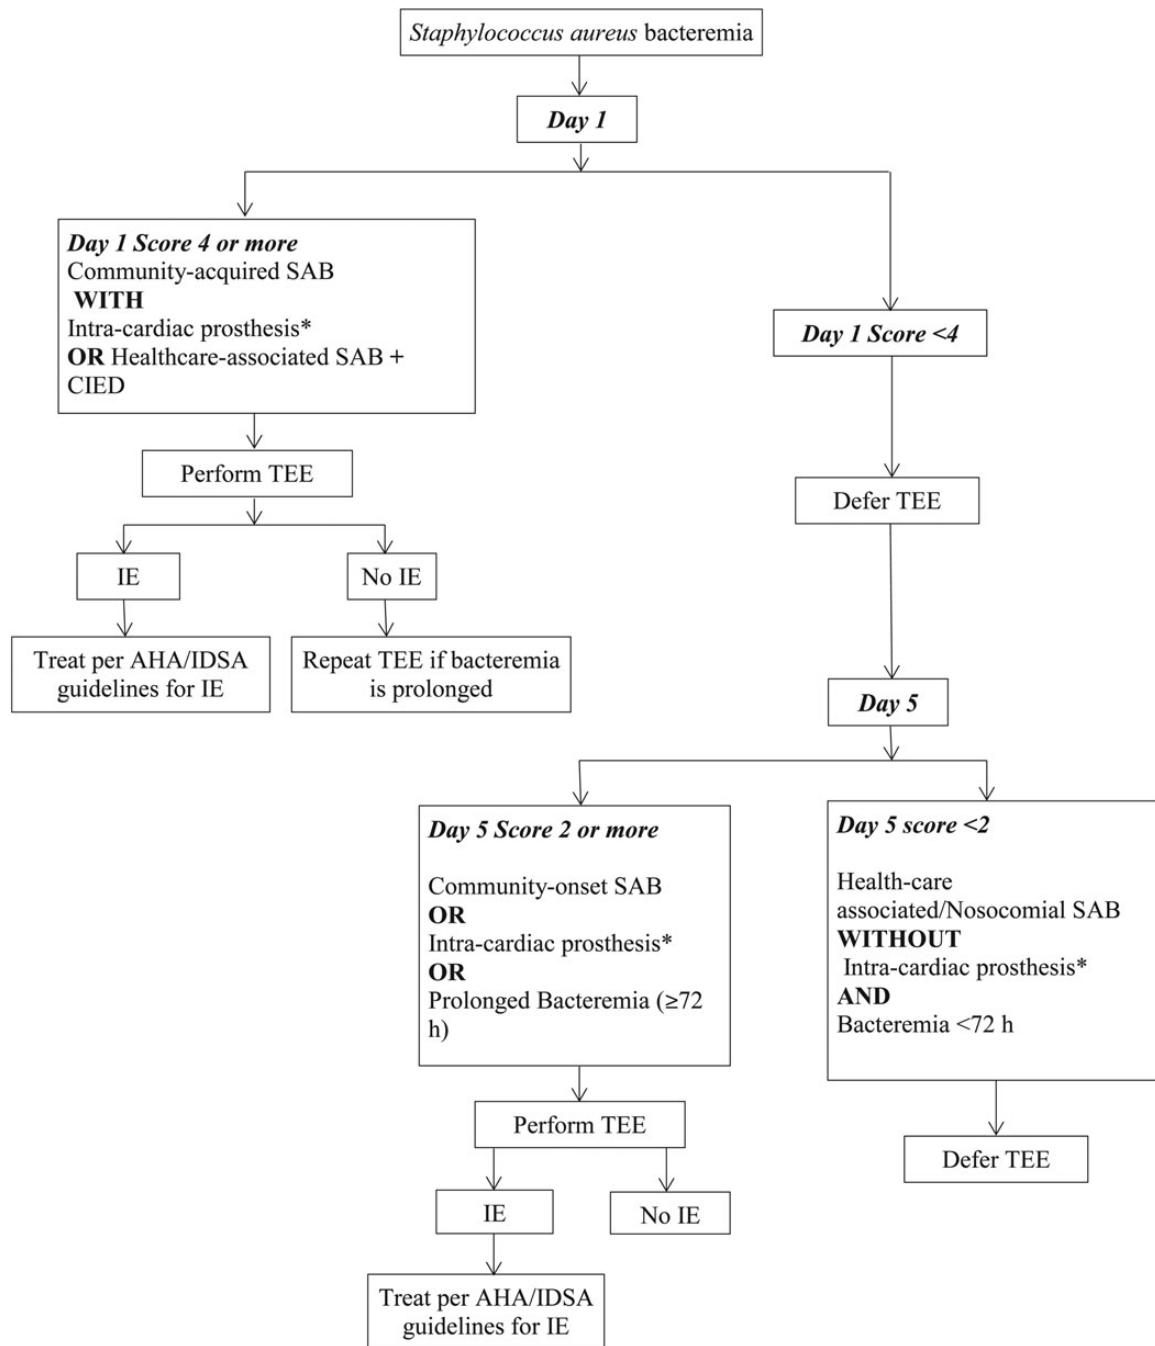 Staphylococcus aureus bacteremia
Day 1
Day 1 Score 4 or more
Community-acquired SAB
WITH
Intra-cardiac prosthesis*
OR Healthcare-associated SAB +
CIED
Day 1 Score <4
Perform TEE
Defer TEE
IE
No IE
Treat per AHA/IDSA
guidelines for IE
Repeat TEE if bacteremia
is prolonged
Day 5
Day 5 Score 2 or more
Community-onset SAB
OR
Intra-cardiac prosthesis*
OR
Prolonged Bacteremia (≥72
h)
Day 5 score <2
Health-care
associated/Nosocomial SAB
WITHOUT
Intra-cardiac prosthesis*
AND
Bacteremia <72 h
Perform TEE
Defer TEE
IE
No IE
Treat per AHA/IDSA
guidelines for IE